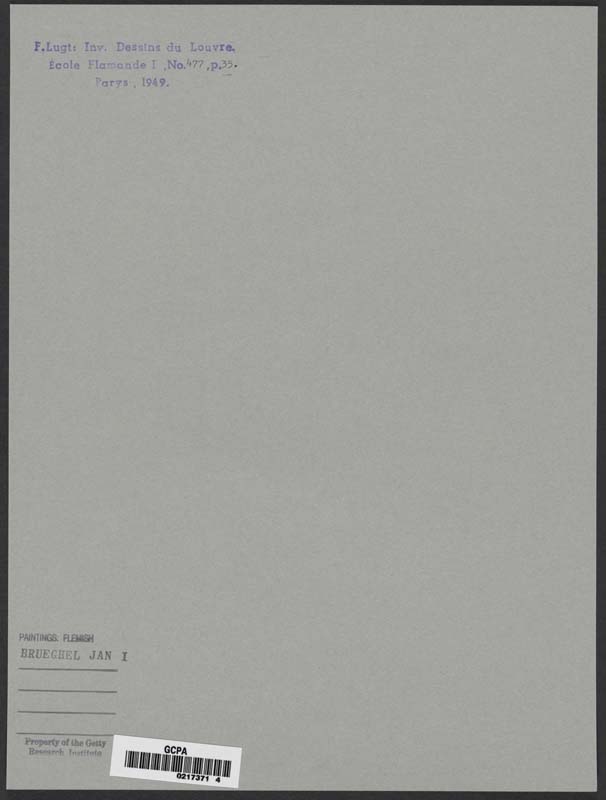 F.Lugt: Inv. Dessins du Louvre.
École Flamande I ,No.477,p.35.
Parys, 1949.
PAINTINGS. FLEMISH
BRUEGHEL JAN I
Property of the Getty
Research Institute
GCPA
0217371 4